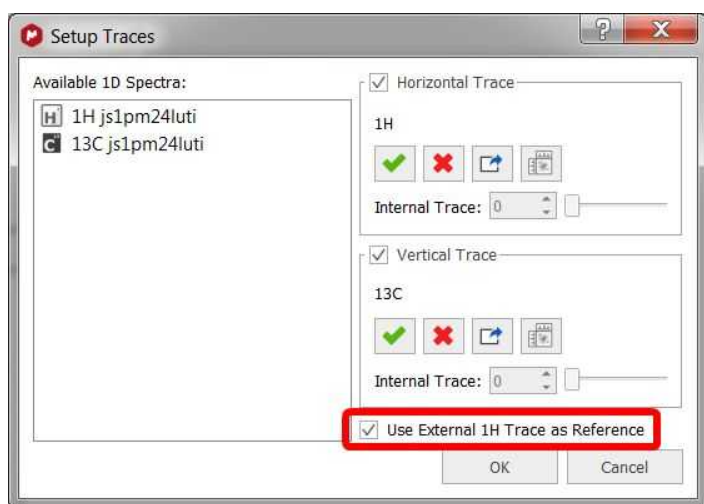 Setup Traces
Available 1D Spectra:
1H js1pm24luti
13C js1pm24luti
Horizontal Trace
1H
Internal Trace: 0
Vertical Trace
13C
Internal Trace: 0
Use External 1H Trace as Reference
OK Cancel